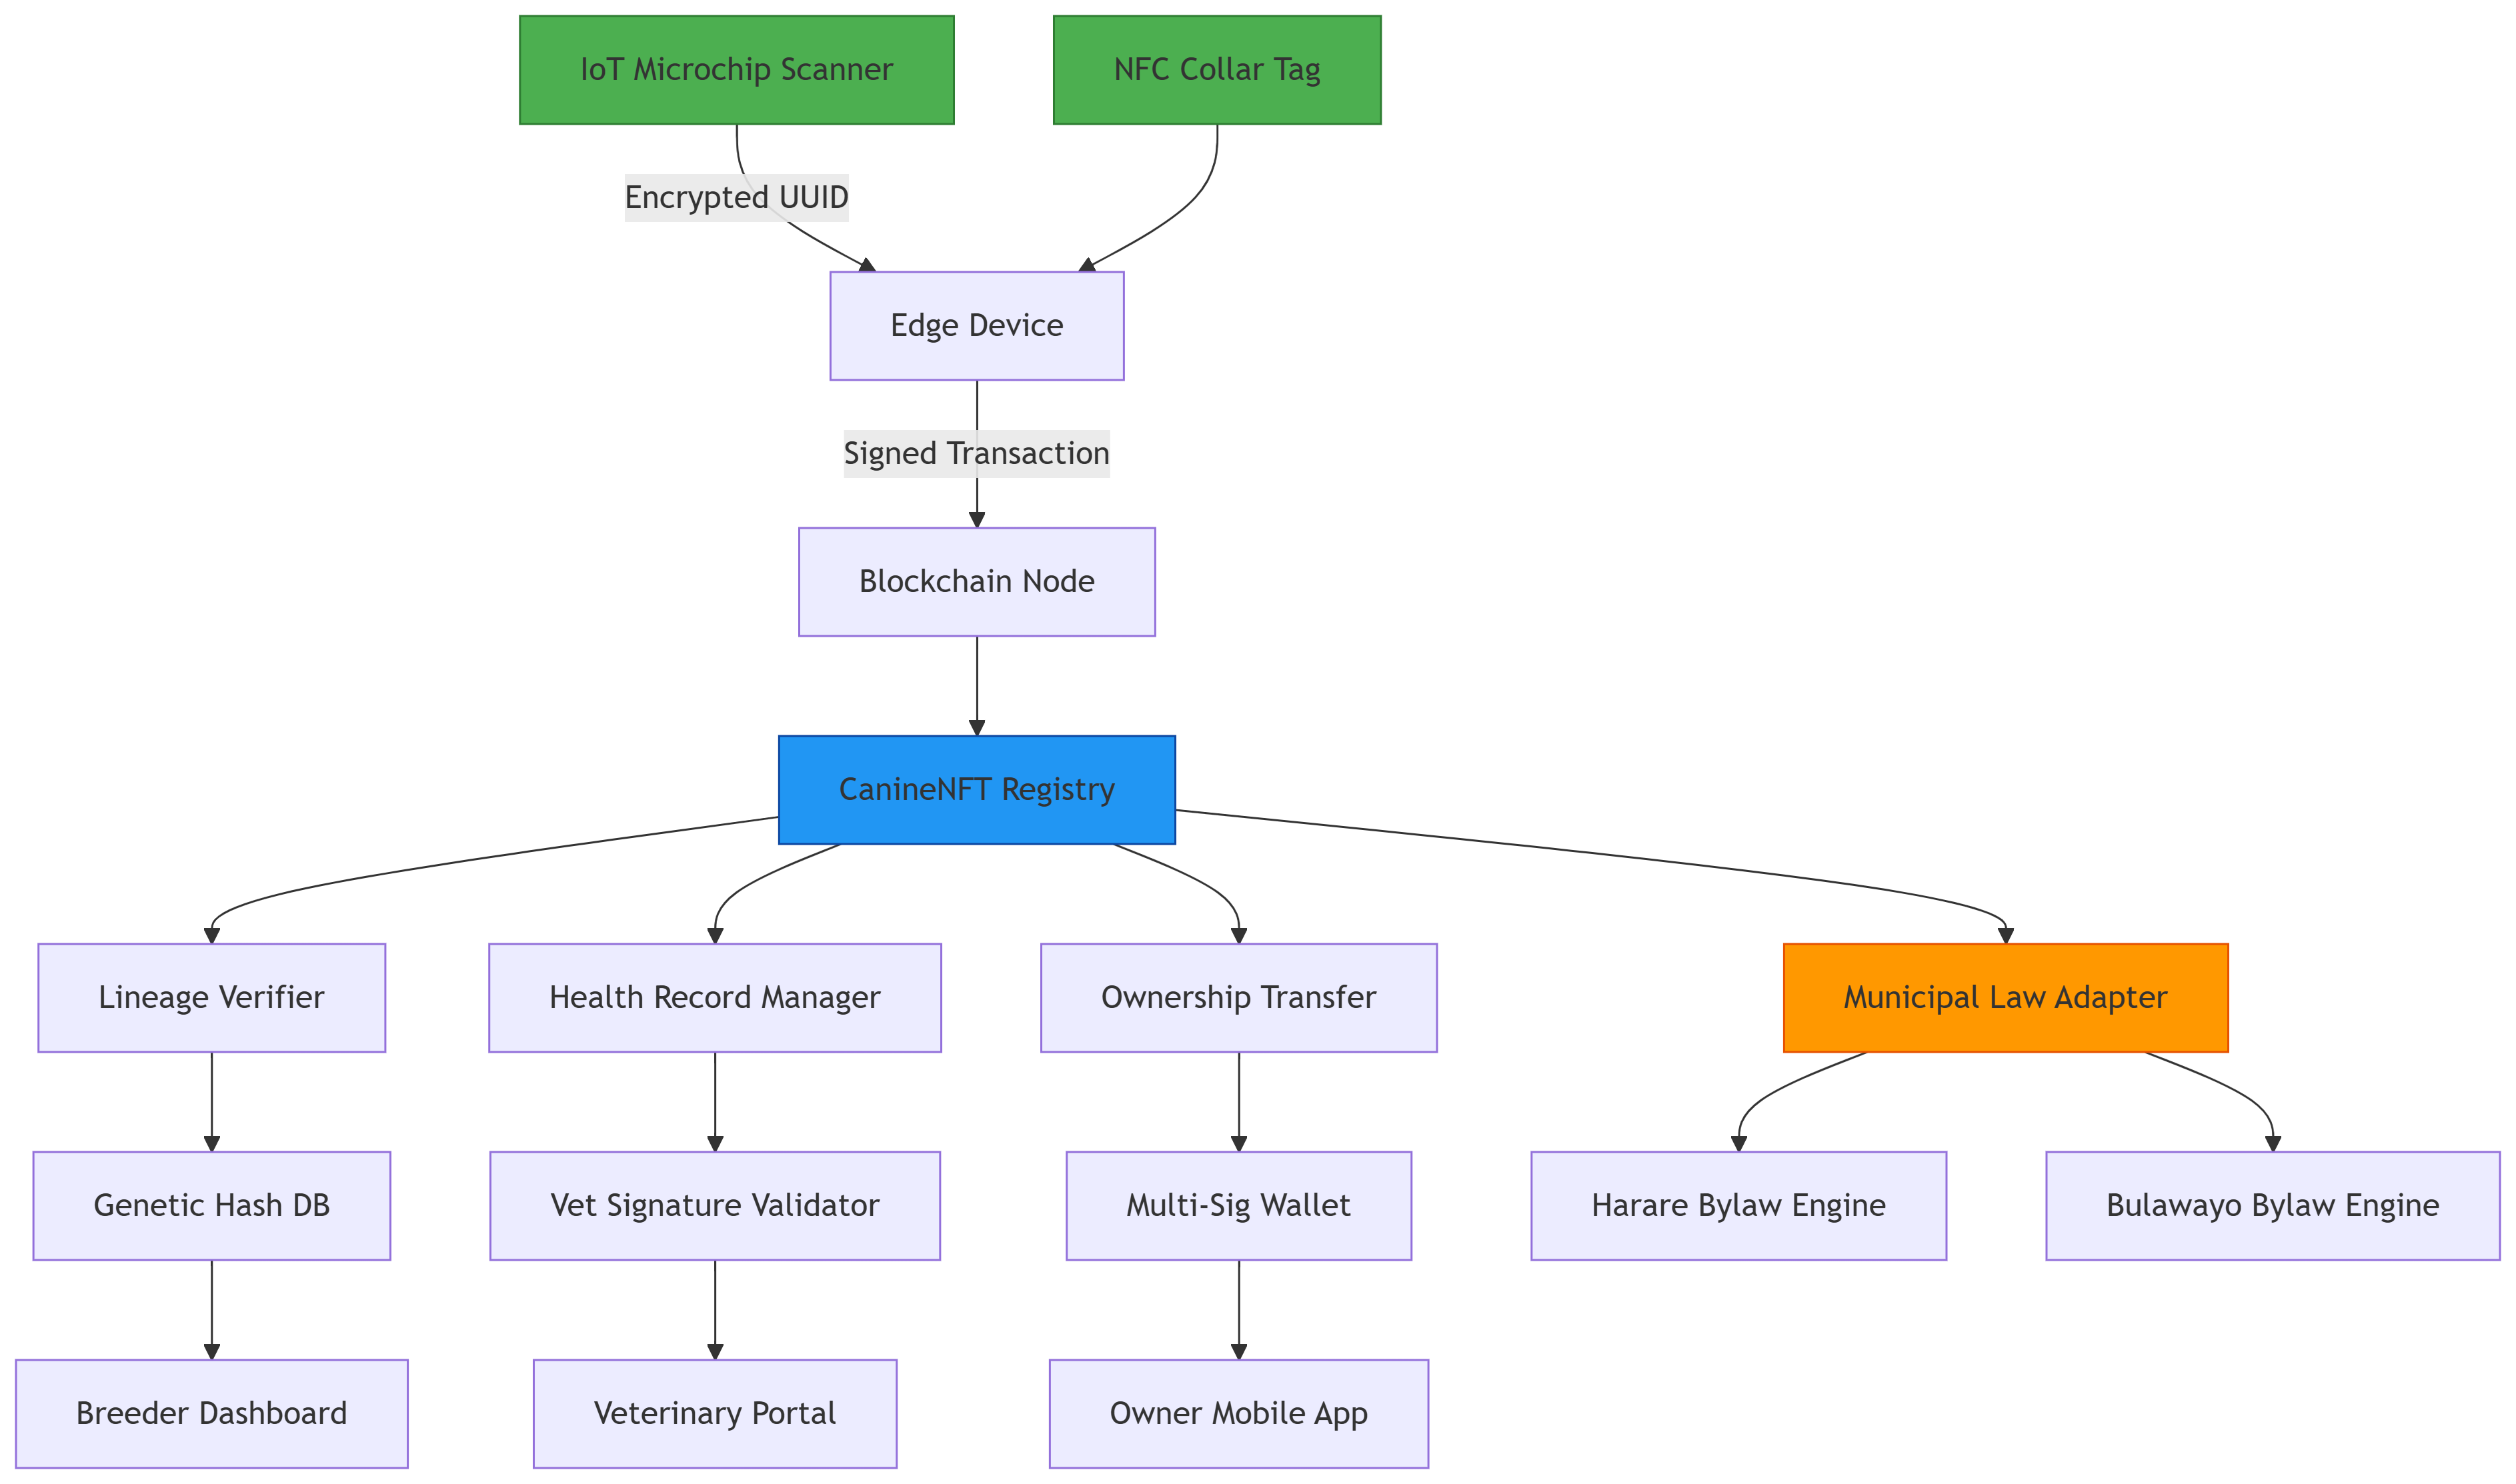 IoT Microchip Scanner
NFC Collar Tag
Encrypted UUID
Edge Device
Signed Transaction
Blockchain Node
CanineNFT Registry
Lineage Verifier
Health Record Manager
Ownership Transfer
Municipal Law Adapter
Genetic Hash DB
Vet Signature Validator
Multi-Sig Wallet
Harare Bylaw Engine
Bulawayo Bylaw Engine
Breeder Dashboard
Veterinary Portal
Owner Mobile App